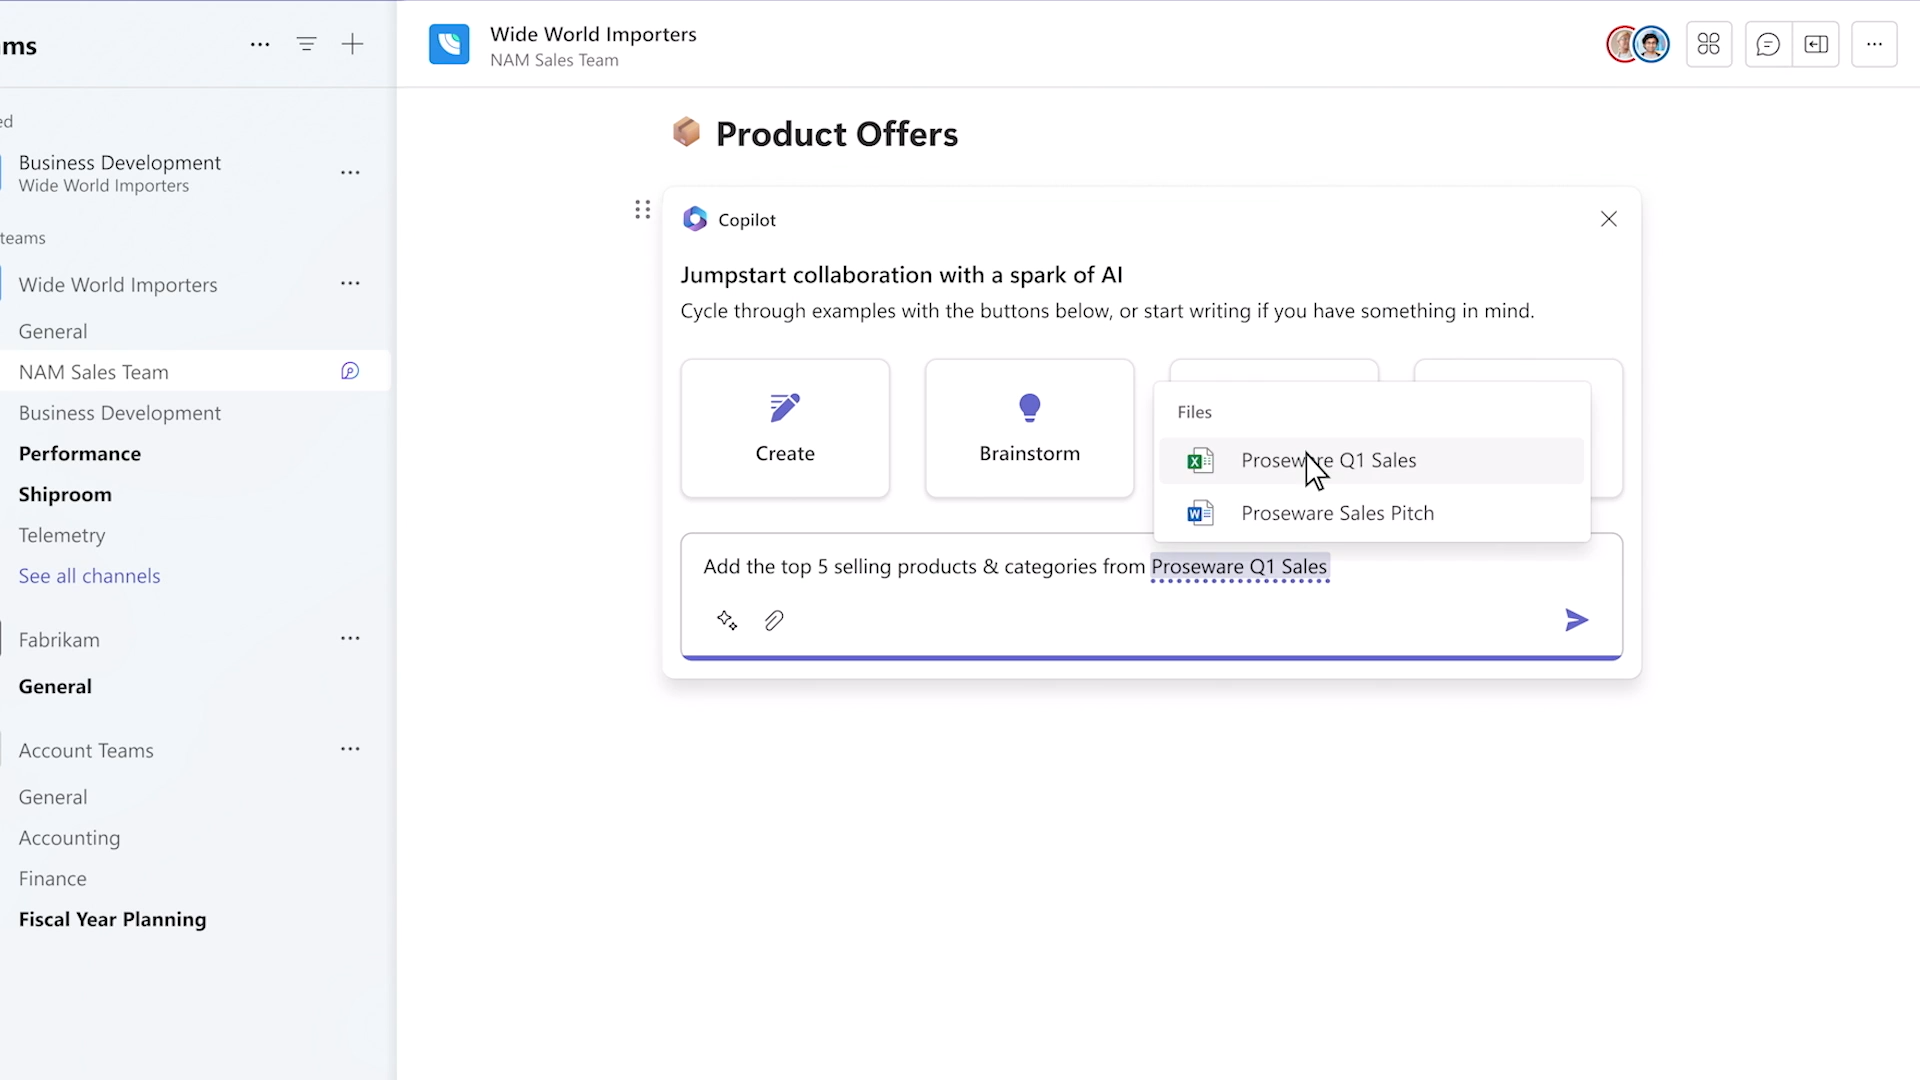 ms
Wide World Importers
NAM Sales Team
ed
Business Development
Wide World Importers
teams
Wide World Importers
General
NAM Sales Team
Business Development
Performance
Shiproom
Telemetry
See all channels
Fabrikam
General
Account Teams
General
Accounting
Finance
Fiscal Year Planning
Product Offers
Copilot
Jumpstart collaboration with a spark of AI
Cycle through examples with the buttons below, or start writing if you have something in mind.
Create
Brainstorm
Files
Proseware Q1 Sales
Proseware Sales Pitch
Add the top 5 selling products & categories from Proseware Q1 Sales